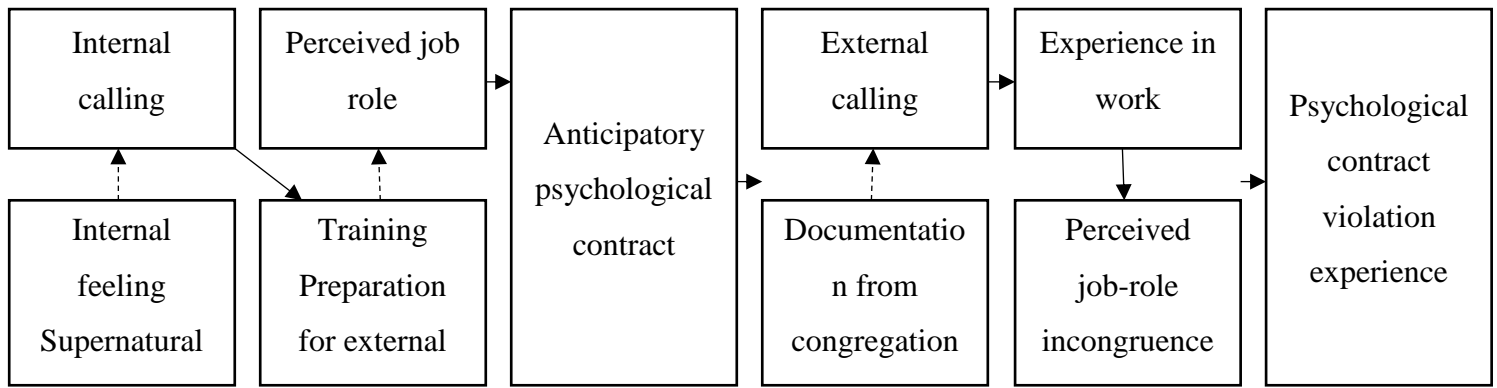 Internal
calling
Perceived job
role
Anticipatory
psychological
contract
External
calling
Experience in
work
Psychological
contract
violation
experience
Internal
feeling
Supernatural
Training
Preparation
for external
Documentatio
n from
congregation
Perceived
job-role
incongruence